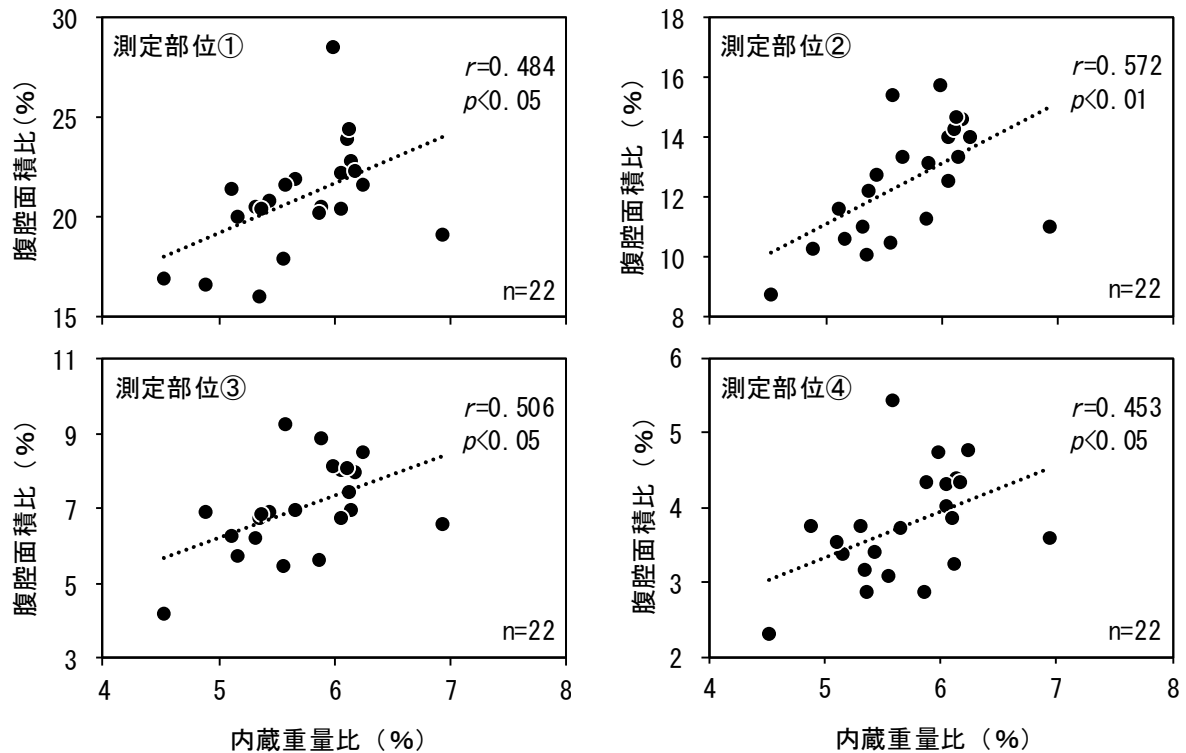 測定部位①
r=0.484
p<0.05
n=22
腹腔面積比(%)
30
25
20
15
測定部位②
r=0.572
p<0.01
n=22
腹腔面積比 (%)
18
16
14
12
10
8
4
5
6
7
8
測定部位③
r=0.506
p<0.05
n=22
腹腔面積比 (%)
11
9
7
5
3
4
5
6
7
8
内蔵重量比 (%)
測定部位④
r=0.453
p<0.05
n=22
腹腔面積比 (%)
6
5
4
3
2
4
5
6
7
8
内蔵重量比 (%)